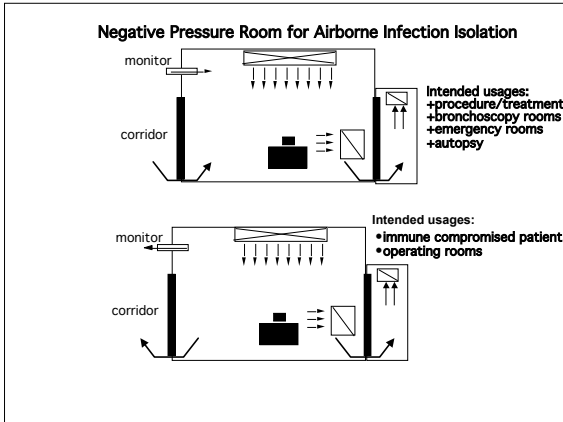 Negative Pressure Room for Airborne Infection Isolation
monitor
corridor
Intended usages:
+procedure/treatment
+bronchoscopy rooms
+emergency rooms
+autopsy
monitor
corridor
Intended usages:
•immune compromised patient
•operating rooms